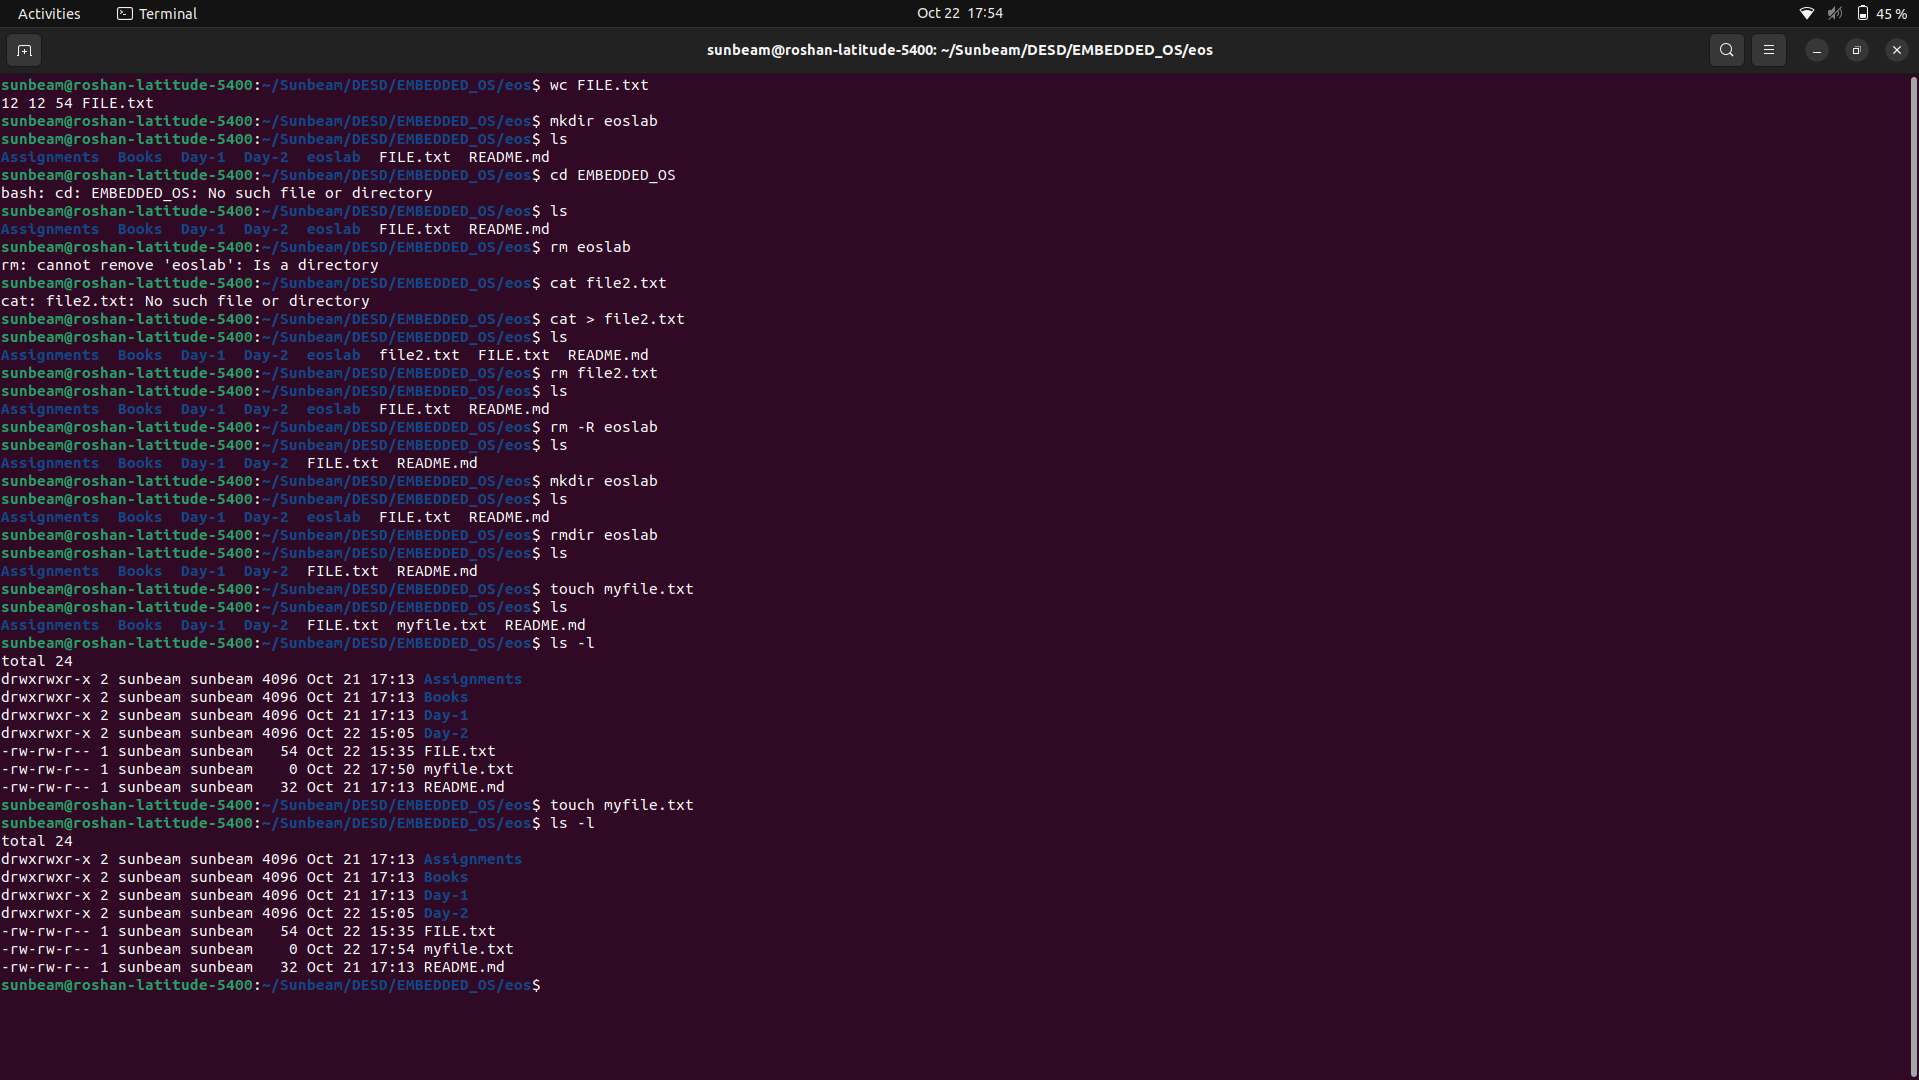 Activities Terminal Oct 22 17:54 45 %
sunbeam@roshan-latitude-5400: ~/Sunbeam/DESD/EMBEDDED_OS/eos
sunbeam@roshan-latitude-5400:~/Sunbeam/DESD/EMBEDDED_OS/eos$ wc FILE.txt
12 12 54 FILE.txt
sunbeam@roshan-latitude-5400:~/Sunbeam/DESD/EMBEDDED_OS/eos$ mkdir eoslab
sunbeam@roshan-latitude-5400:~/Sunbeam/DESD/EMBEDDED_OS/eos$ ls
Assignments  Books  Day-1  Day-2  eoslab  FILE.txt  README.md
sunbeam@roshan-latitude-5400:~/Sunbeam/DESD/EMBEDDED_OS/eos$ cd EMBEDDED_OS
bash: cd: EMBEDDED_OS: No such file or directory
sunbeam@roshan-latitude-5400:~/Sunbeam/DESD/EMBEDDED_OS/eos$ ls
Assignments  Books  Day-1  Day-2  eoslab  FILE.txt  README.md
sunbeam@roshan-latitude-5400:~/Sunbeam/DESD/EMBEDDED_OS/eos$ rm eoslab
rm: cannot remove 'eoslab': Is a directory
sunbeam@roshan-latitude-5400:~/Sunbeam/DESD/EMBEDDED_OS/eos$ cat file2.txt
cat: file2.txt: No such file or directory
sunbeam@roshan-latitude-5400:~/Sunbeam/DESD/EMBEDDED_OS/eos$ cat > file2.txt
sunbeam@roshan-latitude-5400:~/Sunbeam/DESD/EMBEDDED_OS/eos$ ls
Assignments  Books  Day-1  Day-2  eoslab  file2.txt  FILE.txt  README.md
sunbeam@roshan-latitude-5400:~/Sunbeam/DESD/EMBEDDED_OS/eos$ rm file2.txt
sunbeam@roshan-latitude-5400:~/Sunbeam/DESD/EMBEDDED_OS/eos$ ls
Assignments  Books  Day-1  Day-2  eoslab  FILE.txt  README.md
sunbeam@roshan-latitude-5400:~/Sunbeam/DESD/EMBEDDED_OS/eos$ rm -R eoslab
sunbeam@roshan-latitude-5400:~/Sunbeam/DESD/EMBEDDED_OS/eos$ ls
Assignments  Books  Day-1  Day-2  FILE.txt  README.md
sunbeam@roshan-latitude-5400:~/Sunbeam/DESD/EMBEDDED_OS/eos$ mkdir eoslab
sunbeam@roshan-latitude-5400:~/Sunbeam/DESD/EMBEDDED_OS/eos$ ls
Assignments  Books  Day-1  Day-2  eoslab  FILE.txt  README.md
sunbeam@roshan-latitude-5400:~/Sunbeam/DESD/EMBEDDED_OS/eos$ rmdir eoslab
sunbeam@roshan-latitude-5400:~/Sunbeam/DESD/EMBEDDED_OS/eos$ ls
Assignments  Books  Day-1  Day-2  FILE.txt  README.md
sunbeam@roshan-latitude-5400:~/Sunbeam/DESD/EMBEDDED_OS/eos$ touch myfile.txt
sunbeam@roshan-latitude-5400:~/Sunbeam/DESD/EMBEDDED_OS/eos$ ls
Assignments  Books  Day-1  Day-2  FILE.txt  myfile.txt  README.md
sunbeam@roshan-latitude-5400:~/Sunbeam/DESD/EMBEDDED_OS/eos$ ls -l
total 24
drwxrwxr-x 2 sunbeam sunbeam 4096 Oct 21 17:13 Assignments
drwxrwxr-x 2 sunbeam sunbeam 4096 Oct 21 17:13 Books
drwxrwxr-x 2 sunbeam sunbeam 4096 Oct 21 17:13 Day-1
drwxrwxr-x 2 sunbeam sunbeam 4096 Oct 22 15:05 Day-2
-rw-rw-r-- 1 sunbeam sunbeam   54 Oct 22 15:35 FILE.txt
-rw-rw-r-- 1 sunbeam sunbeam    0 Oct 22 17:50 myfile.txt
-rw-rw-r-- 1 sunbeam sunbeam   32 Oct 21 17:13 README.md
sunbeam@roshan-latitude-5400:~/Sunbeam/DESD/EMBEDDED_OS/eos$ touch myfile.txt
sunbeam@roshan-latitude-5400:~/Sunbeam/DESD/EMBEDDED_OS/eos$ ls -l
total 24
drwxrwxr-x 2 sunbeam sunbeam 4096 Oct 21 17:13 Assignments
drwxrwxr-x 2 sunbeam sunbeam 4096 Oct 21 17:13 Books
drwxrwxr-x 2 sunbeam sunbeam 4096 Oct 21 17:13 Day-1
drwxrwxr-x 2 sunbeam sunbeam 4096 Oct 22 15:05 Day-2
-rw-rw-r-- 1 sunbeam sunbeam   54 Oct 22 15:35 FILE.txt
-rw-rw-r-- 1 sunbeam sunbeam    0 Oct 22 17:54 myfile.txt
-rw-rw-r-- 1 sunbeam sunbeam   32 Oct 21 17:13 README.md
sunbeam@roshan-latitude-5400:~/Sunbeam/DESD/EMBEDDED_OS/eos$